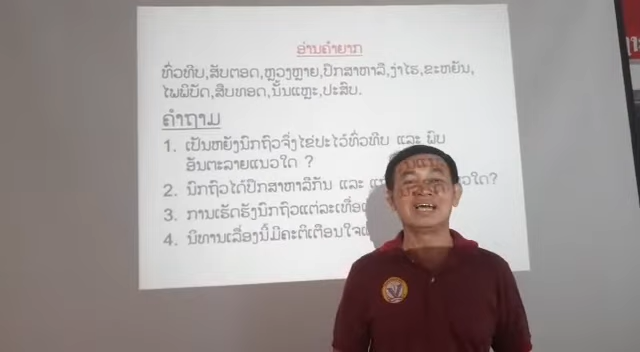 ອ່ານຄຳຍາກ
ທົ່ວທີບ,ສັບຕອດ,ຫຼວງຫຼາຍ,ປຶກສາຫາລື,ງ່າໄຮ,ຂະຫຍັນ,
ໄພພິບັດ,ສືບທອດ,ນັ້ນແຫຼະ,ປະສົບ.
ຄຳຖາມ
1. ເປັນຫຍັງນົກຖົວຈຶ່ງໄຂ່ປະໄວ້ທົ່ວທີບ ແລະ ພົບ
ອັນຕະລາຍແນວໃດ ?
2. ນົກຖົວໄດ້ປຶກສາຫາລືກັນ ແລະ
3. ການເຮັດຮັງນົກຖົວແຕ່ລະເທື່ອ
4. ນິທານເລື່ອງນີ້ມີຄະຕິເຕືອນໃຈ